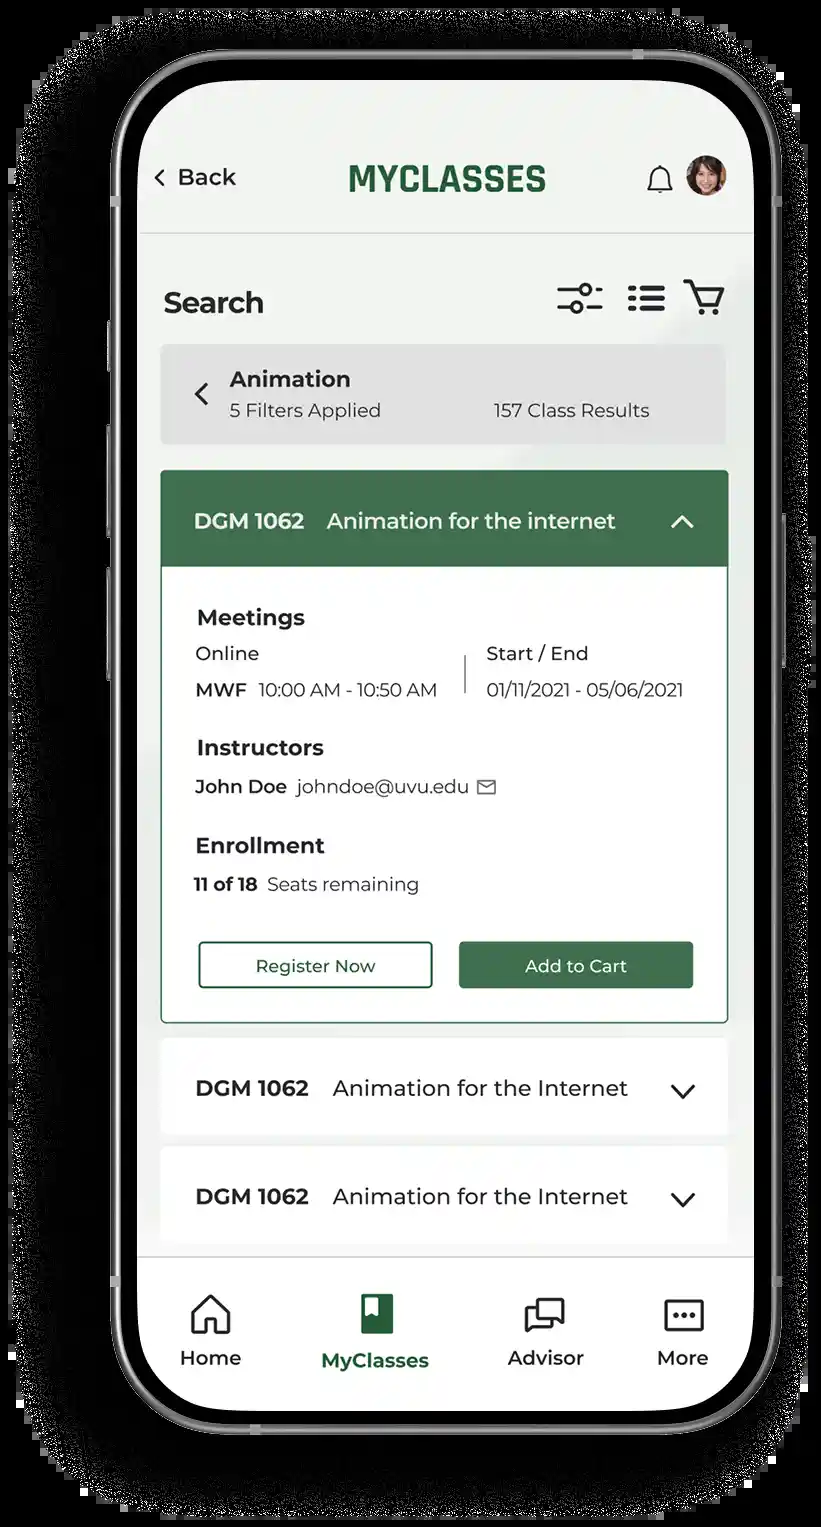 Back
MYCLASSES
Search
Animation
5 Filters Applied 157 Class Results
DGM 1062 Animation for the internet
Meetings
Online Start / End
MWF 10:00 AM - 10:50 AM 01/11/2021 - 05/06/2021
Instructors
John Doe johndoe@uvu.edu
Enrollment
11 of 18 Seats remaining
Register Now Add to Cart
DGM 1062 Animation for the Internet
DGM 1062 Animation for the Internet
Home MyClasses Advisor More